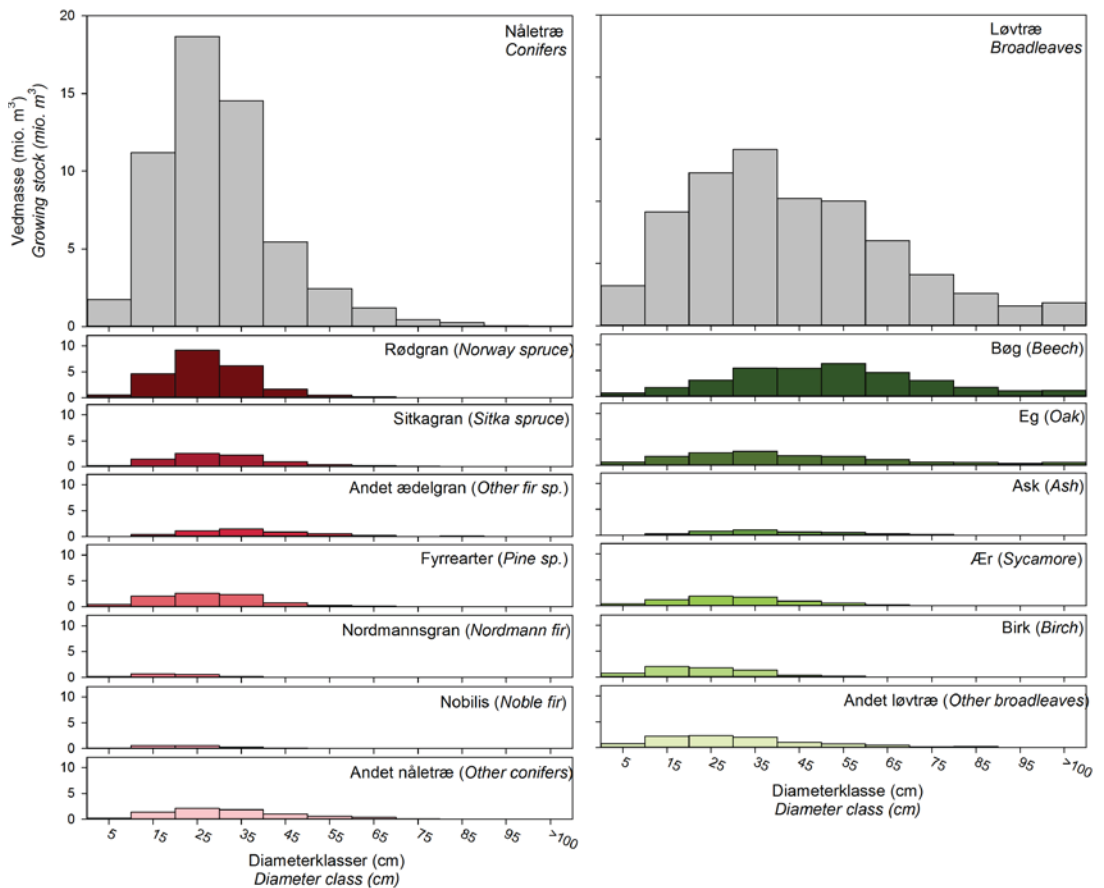 Vedmasse (mio. m³)
Growing stock (mio. m³)
20
15
10
5
0
Nåletræ
Conifers
10
5
0
Rødgran (Norway spruce)
10
5
0
Sitkagran (Sitka spruce)
10
5
0
Andet ædelgran (Other fir sp.)
10
5
0
Fyrrearter (Pine sp.)
10
5
0
Nordmannsgran (Nordmann fir)
10
5
0
Nobilis (Noble fir)
10
5
0
Andet nåletræ (Other conifers)
5 15 25 35 45 55 65 75 85 95 >100
Diameterklasser (cm)
Diameter class (cm)
Løvtræ
Broadleaves
Bøg (Beech)
Eg (Oak)
Ask (Ash)
Ær (Sycamore)
Birk (Birch)
Andet løvtræ (Other broadleaves)
5 15 25 35 45 55 65 75 85 95 >100
Diameterklasse (cm)
Diameter class (cm)